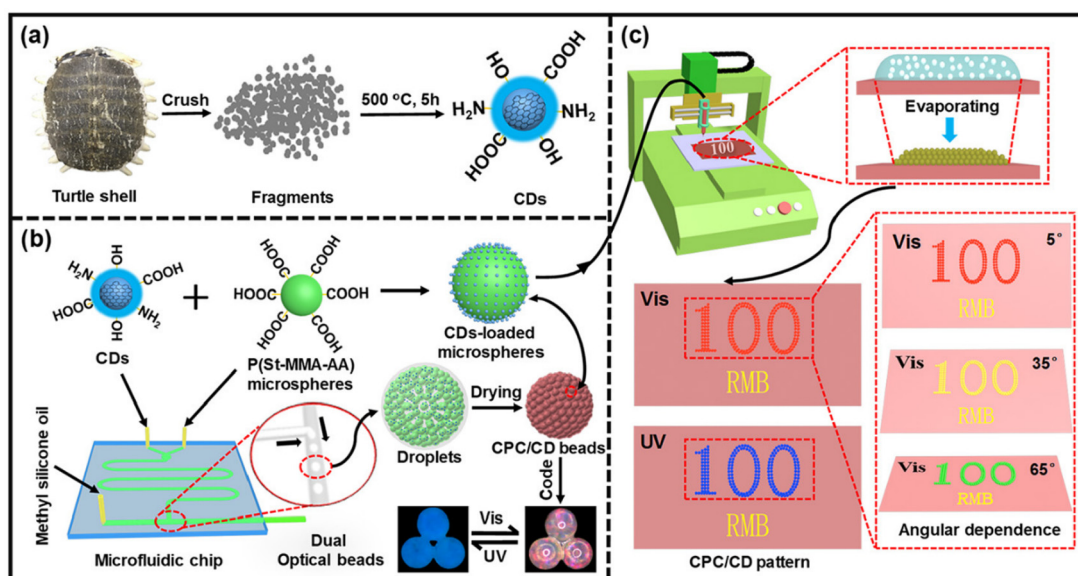 (a)
Crush
500 °C, 5h
HO
COOH
H₂N
NH₂
HOOC
OH
Turtle shell
Fragments
CDs
(b)
OH
H₂N
COOH
HOOC
NH₂
HO
CDs
+
HOOC
COOH
HOOC
COOH
HOOC
COOH
P(St-MMA-AA)
microspheres
CDs-loaded
microspheres
Methyl silicone oil
Microfluidic chip
Droplets
Drying
CPC/CD beads
Code
Dual
Optical beads
Vis
UV
(c)
100
Evaporating
Vis
100
RMB
UV
100
RMB
CPC/CD pattern
Vis
5°
100
RMB
Vis
35°
100
RMB
Vis
65°
100
RMB
Angular dependence